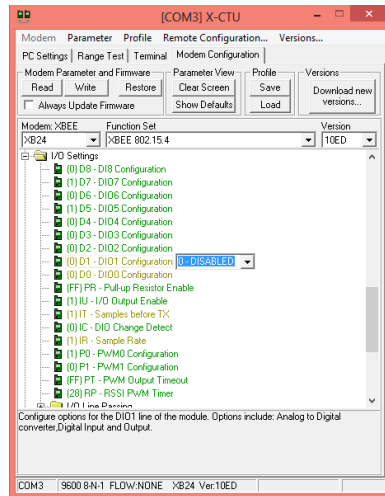 [COM3] X-CTU
Modem Parameter Profile Remote Configuration... Versions...
PC Settings Range Test Terminal Modem Configuration
Modem Parameter and Firmware Parameter View Profile Versions
Read Write Restore Clear Screen Save Download new versions...
Always Update Firmware Show Defaults Load
Modem: XBEE Function Set Version
XB24 XBEE 802.15.4 10ED
I/O Settings
(0) D8 - DI8 Configuration
(1) D7 - DIO7 Configuration
(0) D6 - DIO6 Configuration
(1) D5 - DIO5 Configuration
(0) D4 - DIO4 Configuration
(0) D3 - DIO3 Configuration
(0) D2 - DIO2 Configuration
(0) D1 - DIO1 Configuration 0 - DISABLED
(0) D0 - DIO0 Configuration
(FF) PR - Pull-up Resistor Enable
(1) IU - I/O Output Enable
(1) IT - Samples before TX
(0) IC - DIO Change Detect
(1) IR - Sample Rate
(1) P0 - PWM0 Configuration
(0) P1 - PWM1 Configuration
(FF) PT - PWM Output Timeout
(28) RP - RSSI PWM Timer
I/O Line Passing
Configure options for the DIO1 line of the module. Options include: Analog to Digital
converter,Digital Input and Output.
COM3 9600 8-N-1 FLOW:NONE XB24 Ver:10ED